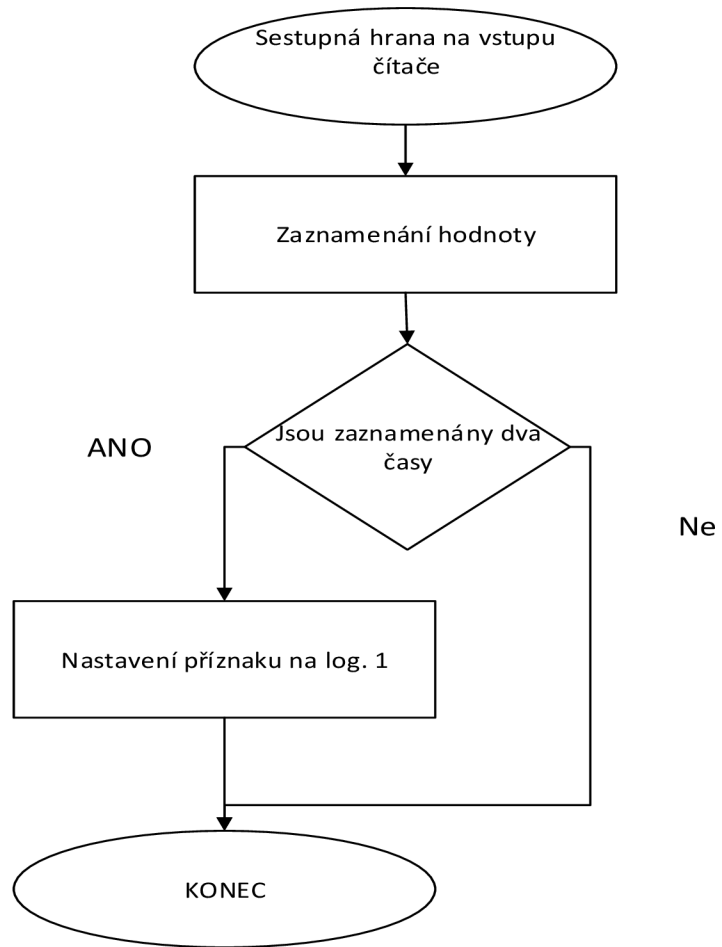 Sestupná hrana na vstupu
čítače
Zaznamenání hodnoty
Jsou zaznamenány dva
časy
ANO
Ne
Nastavení příznaku na log. 1
KONEC